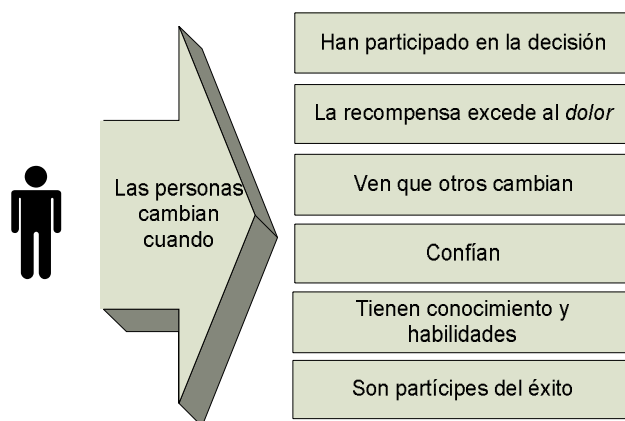 Las personas
cambian
cuando
Han participado en la decisión
La recompensa excede al dolor
Ven que otros cambian
Confían
Tienen conocimiento y
habilidades
Son partícipes del éxito